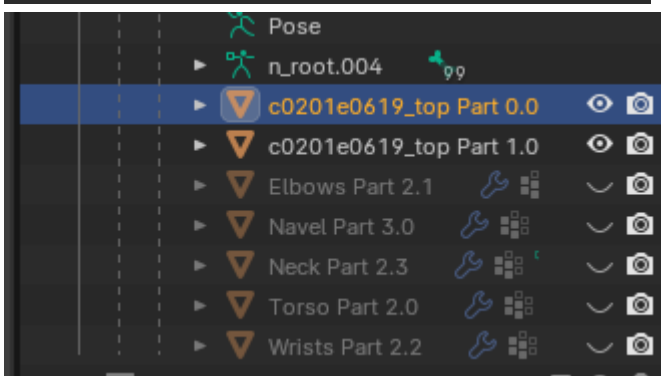 Pose
n_root.004 99
c0201e0619_top Part 0.0
c0201e0619_top Part 1.0
Elbows Part 2.1
Navel Part 3.0
Neck Part 2.3
Torso Part 2.0
Wrists Part 2.2